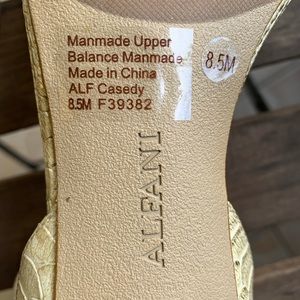 Manmade Upper
Balance Manmade
Made in China
ALF Casedy
8.5M F39382
8.5M
ALFANI